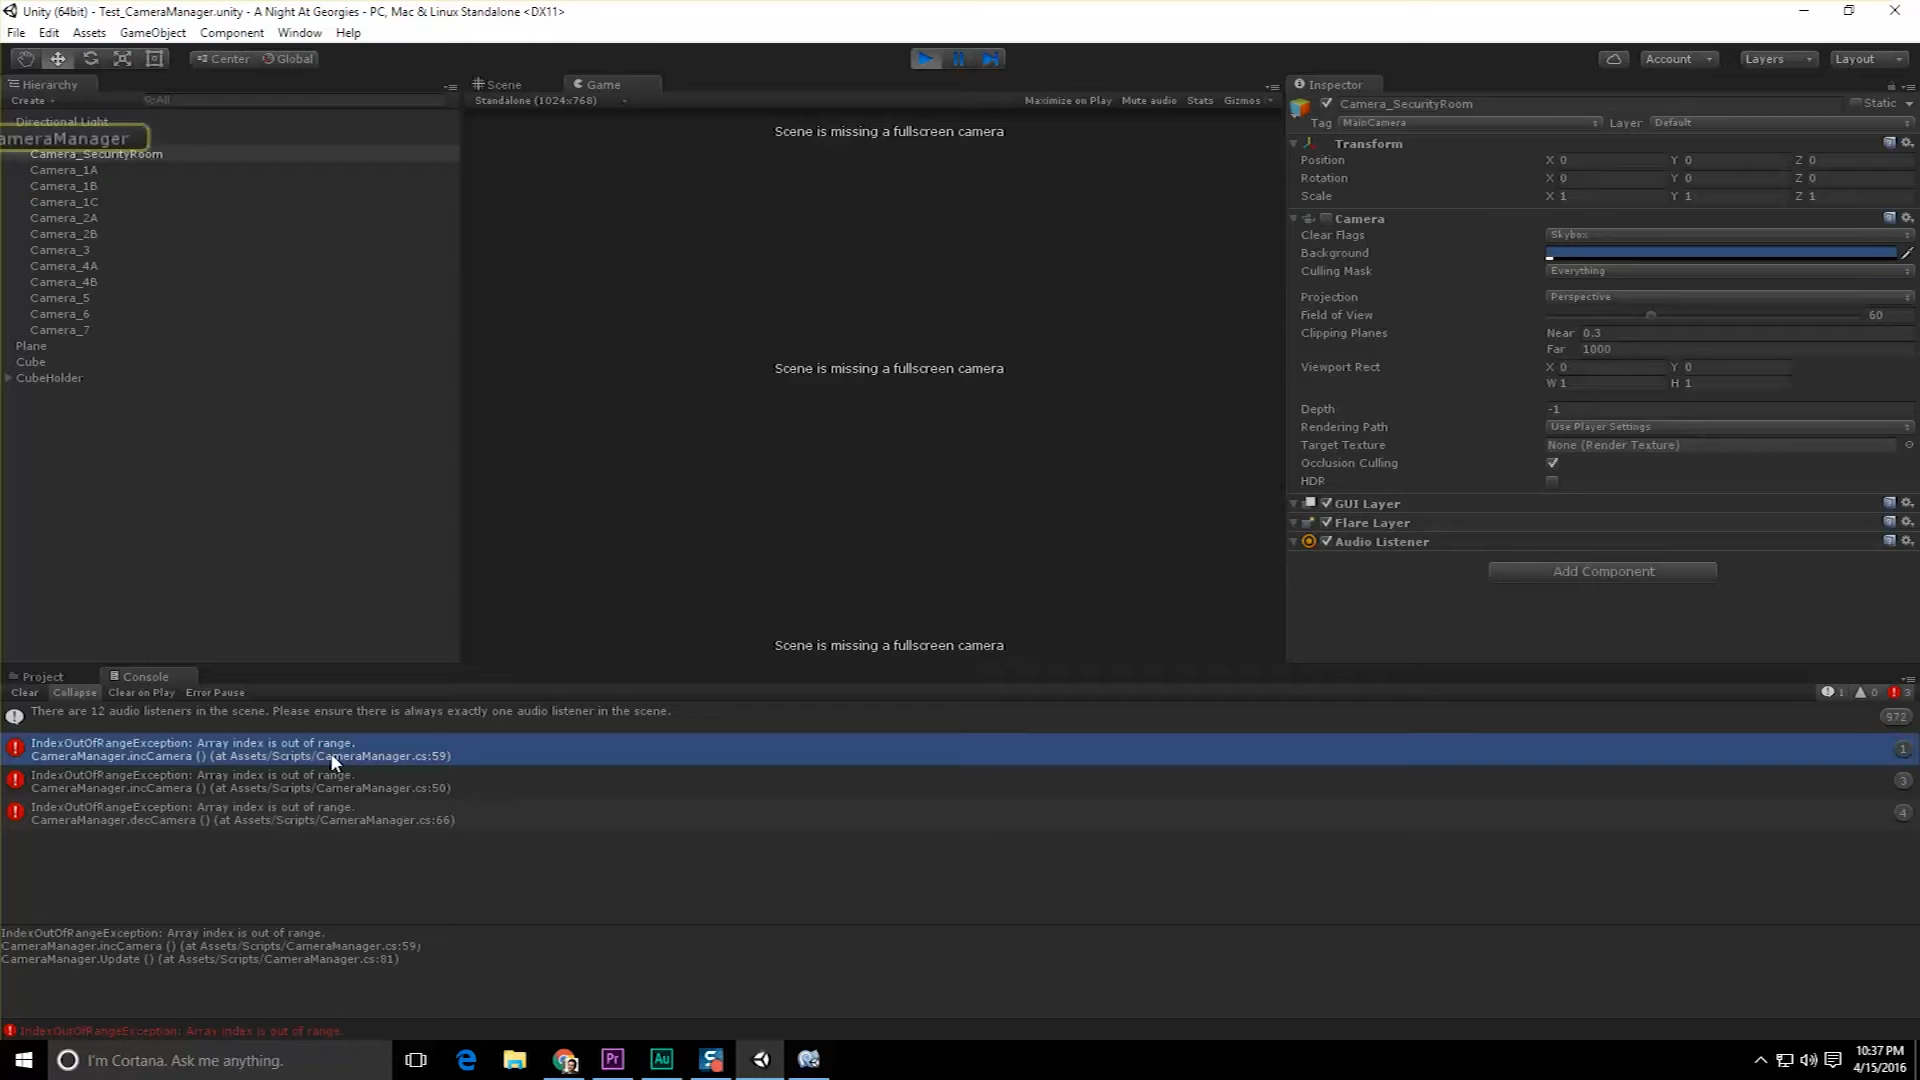 Unity (64bit) - Test_CameraManager.unity - A Night At Georgies - PC, Mac & Linux Standalone <DX11>
File Edit Assets GameObject Component Window Help
Center Global
Account Layers Layout
Hierarchy
Create All
Directional Light
ameraManager
Camera_SecurityRoom
Camera_1A
Camera_1B
Camera_1C
Camera_2A
Camera_2B
Camera_3
Camera_4A
Camera_4B
Camera_5
Camera_6
Camera_7
Plane
Cube
CubeHolder
Scene Game
Standalone (1024x768) Maximize on Play Mute audio Stats Gizmos
Scene is missing a fullscreen camera
Scene is missing a fullscreen camera
Scene is missing a fullscreen camera
Inspector
Camera_SecurityRoom Static
Tag MainCamera Layer Default
Transform
Position X 0 Y 0 Z 0
Rotation X 0 Y 0 Z 0
Scale X 1 Y 1 Z 1
Camera
Clear Flags Skybox
Background
Culling Mask Everything
Projection Perspective
Field of View 60
Clipping Planes Near 0.3
Far 1000
Viewport Rect X 0 Y 0
W 1 H 1
Depth -1
Rendering Path Use Player Settings
Target Texture None (Render Texture)
Occlusion Culling
HDR
GUI Layer
Flare Layer
Audio Listener
Add Component
Project Console
Clear Collapse Clear on Play Error Pause 1 0 3
There are 12 audio listeners in the scene. Please ensure there is always exactly one audio listener in the scene. 972
IndexOutOfRangeException: Array index is out of range.
CameraManager.incCamera () (at Assets/Scripts/CameraManager.cs:59) 1
IndexOutOfRangeException: Array index is out of range.
CameraManager.incCamera () (at Assets/Scripts/CameraManager.cs:50) 3
IndexOutOfRangeException: Array index is out of range.
CameraManager.decCamera () (at Assets/Scripts/CameraManager.cs:66) 4
IndexOutOfRangeException: Array index is out of range.
CameraManager.incCamera () (at Assets/Scripts/CameraManager.cs:59)
CameraManager.Update () (at Assets/Scripts/CameraManager.cs:81)
IndexOutOfRangeException: Array index is out of range.
I'm Cortana. Ask me anything.
Pr Au
10:37 PM
4/15/2016